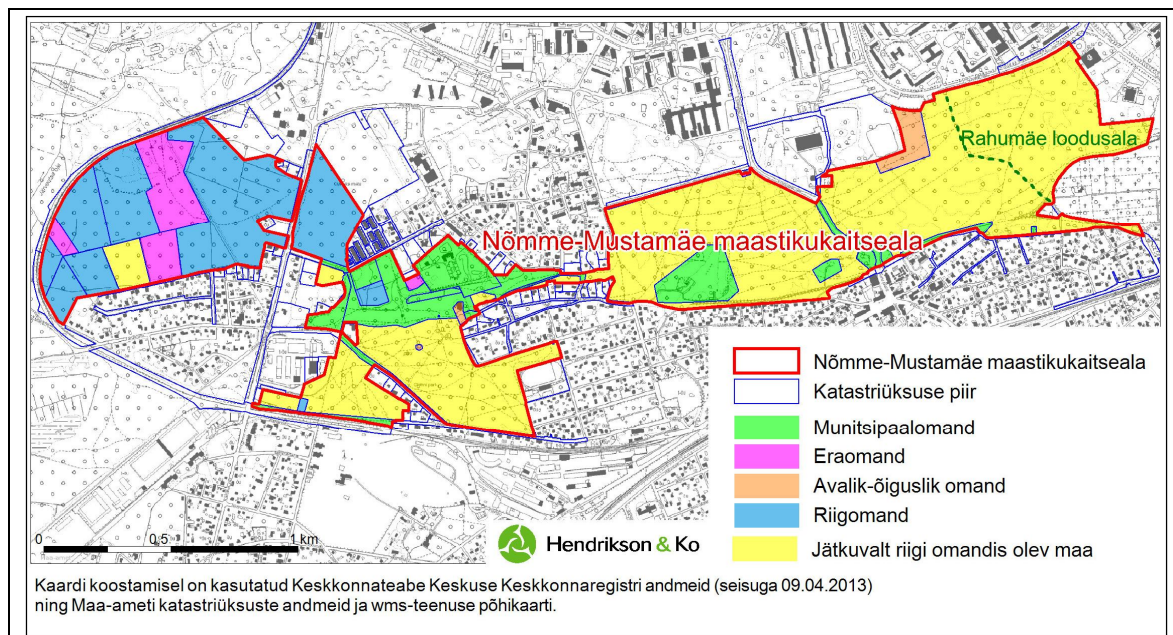 Rahumäe loodusala
Nõmme-Mustamäe maastikukaitseala
Nõmme-Mustamäe maastikukaitseala
Katastriüksuse piir
Munitsipaalomand
Eraomand
Avalik-õiguslik omand
Riigomand
Jätkuvalt riigi omandis olev maa
0 0,5 1 km
Hendrikson & Ko
Kaardi koostamisel on kasutatud Keskkonnateabe Keskuse Keskkonnaregistri andmeid (seisuga 09.04.2013)
ning Maa-ameti katastriüksuste andmeid ja wms-teenuse põhikaarti.